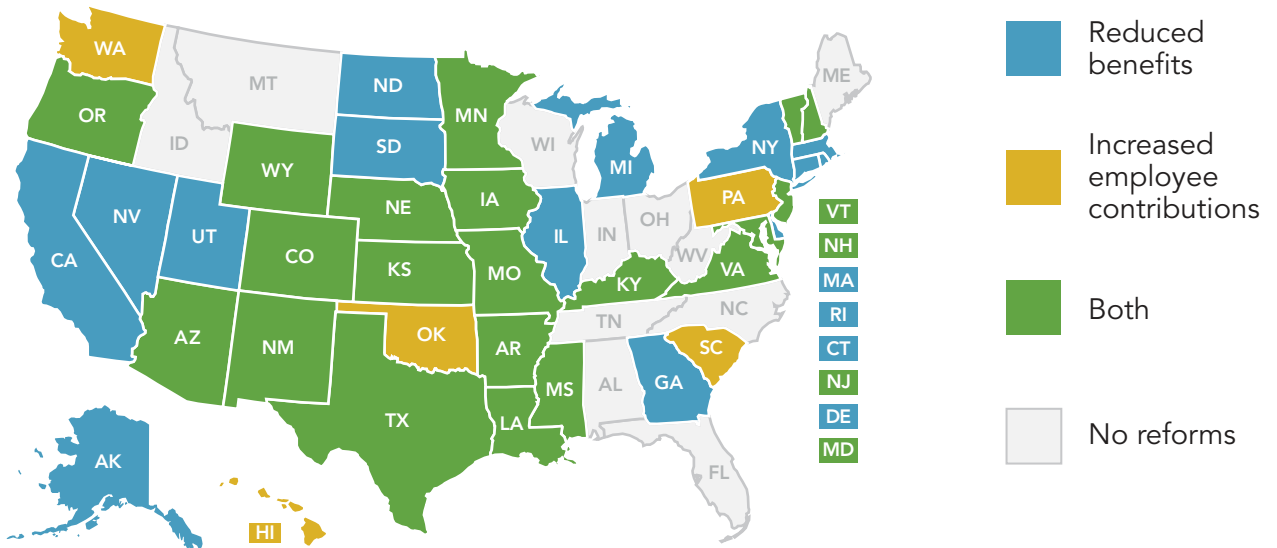 WA
MT
ND
MN
ME
OR
ID
SD
WI
MI
NY
WY
IA
PA
NE
NV
UT
IL
IN
OH
WV
VT
CO
CA
KS
MO
KY
VA
NH
MA
TN
NC
RI
AZ
NM
OK
AR
SC
CT
MS
AL
GA
NJ
TX
LA
DE
MD
AK
FL
HI
Reduced
benefits
Increased
employee
contributions
Both
No reforms